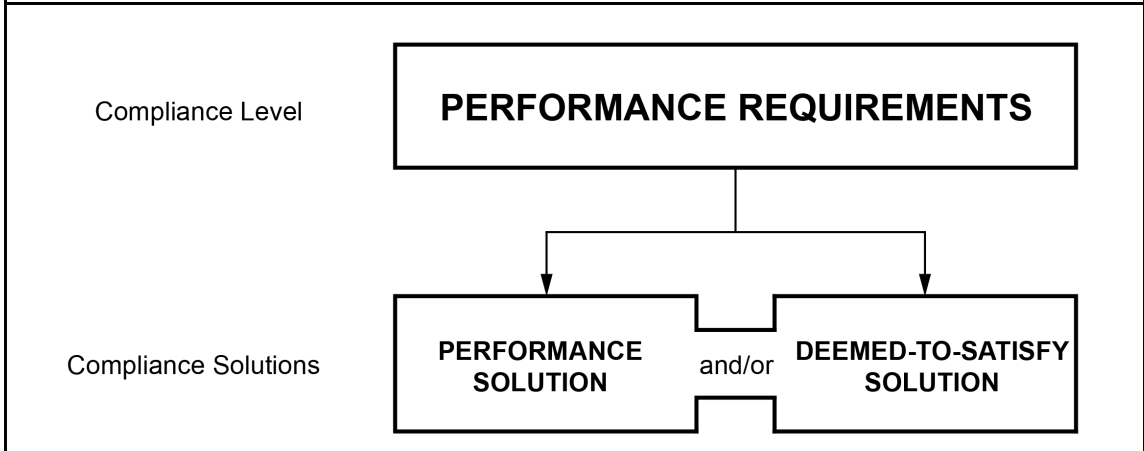 Compliance Level
PERFORMANCE REQUIREMENTS
Compliance Solutions
PERFORMANCE
SOLUTION
and/or
DEEMED-TO-SATISFY
SOLUTION